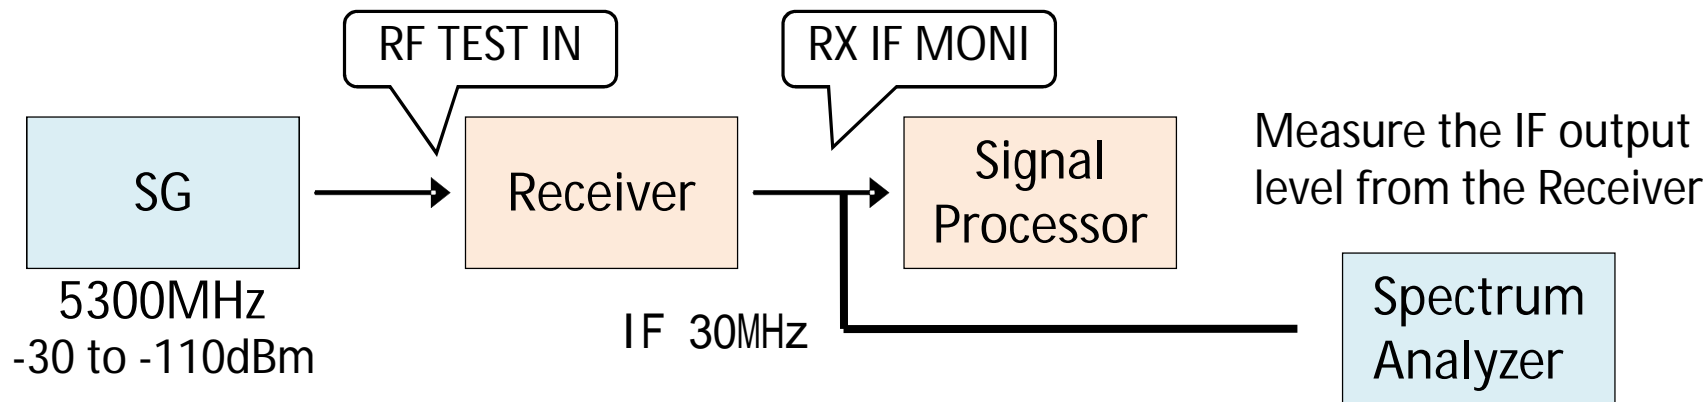 RF TEST IN
RX IF MONI
SG
Receiver
Signal
Processor
Measure the IF output
level from the Receiver
5300MHz
-30 to -110dBm
IF 30MHz
Spectrum
Analyzer